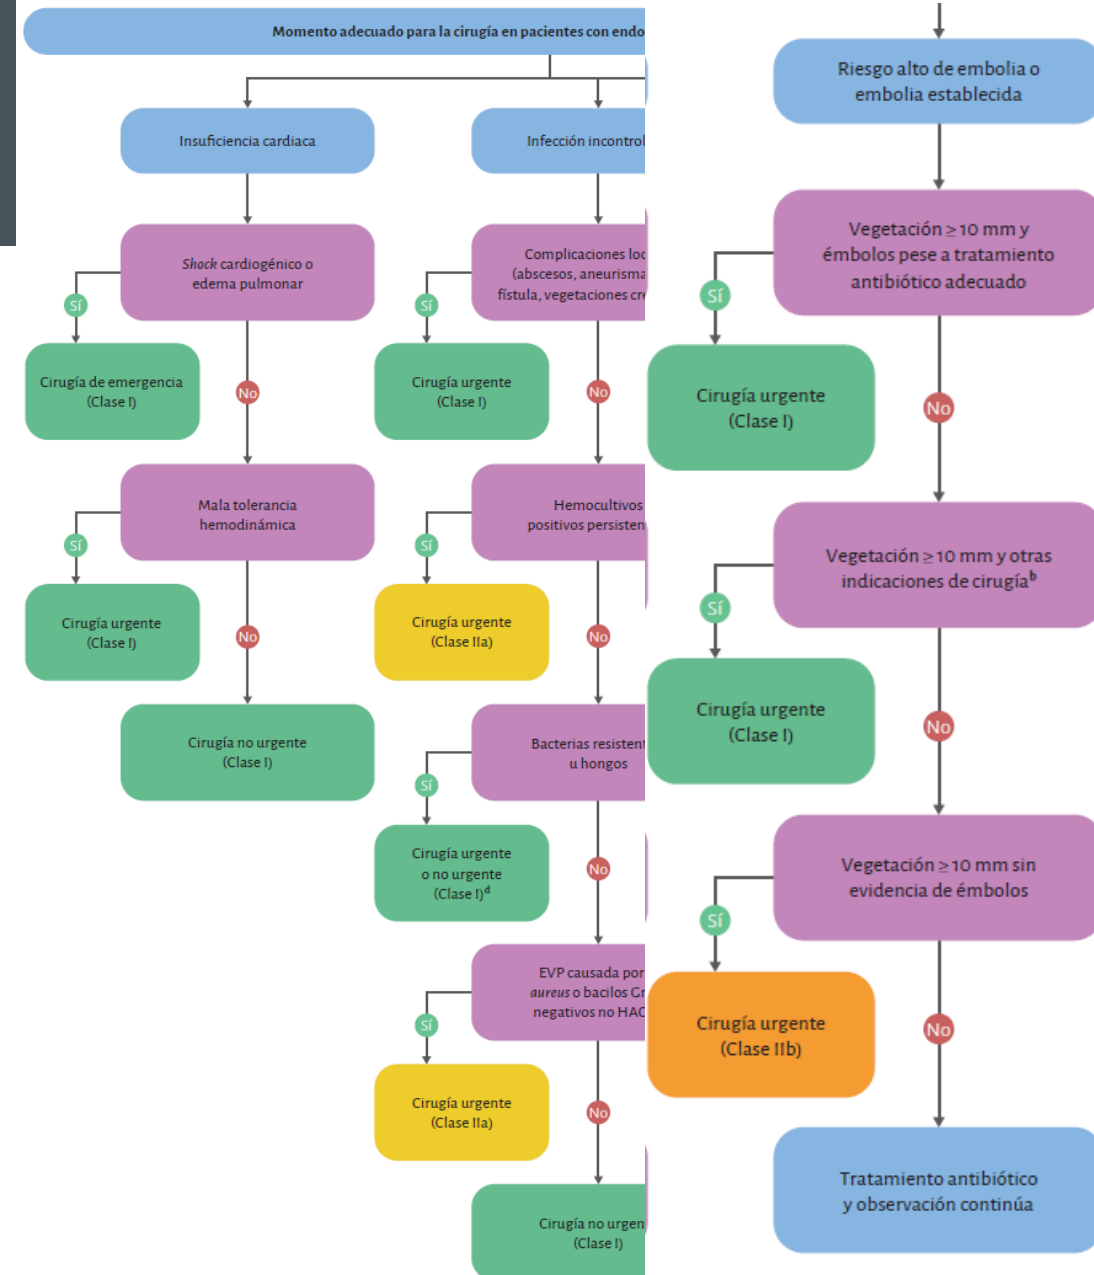 Momento adecuado para la cirugía en pacientes con endo
Insuficiencia cardiaca
Shock cardiogénico o
edema pulmonar
Sí
Cirugía de emergencia
(Clase I)
No
Mala tolerancia
hemodinámica
Sí
Cirugía urgente
(Clase I)
No
Cirugía no urgente
(Clase I)
Infección incontrol
Complicaciones loc
(abscesos, aneurisma
fístula, vegetaciones cre
Sí
Cirugía urgente
(Clase I)
No
Hemocultivos
positivos persisten
Sí
Cirugía urgente
(Clase IIa)
No
Bacterias resistent
u hongos
Sí
Cirugía urgente
o no urgente
(Clase I)d
No
EVP causada por
aureus o bacilos Gr
negativos no HAC
Sí
Cirugía urgente
(Clase IIa)
No
Cirugía no urgen
(Clase I)
Riesgo alto de embolia o
embolia establecida
Vegetación ≥ 10 mm y
émbolos pese a tratamiento
antibiótico adecuado
Sí
Cirugía urgente
(Clase I)
No
Vegetación ≥ 10 mm y otras
indicaciones de cirugíab
Sí
Cirugía urgente
(Clase I)
No
Vegetación ≥ 10 mm sin
evidencia de émbolos
Sí
Cirugía urgente
(Clase IIb)
No
Tratamiento antibiótico
y observación continúa